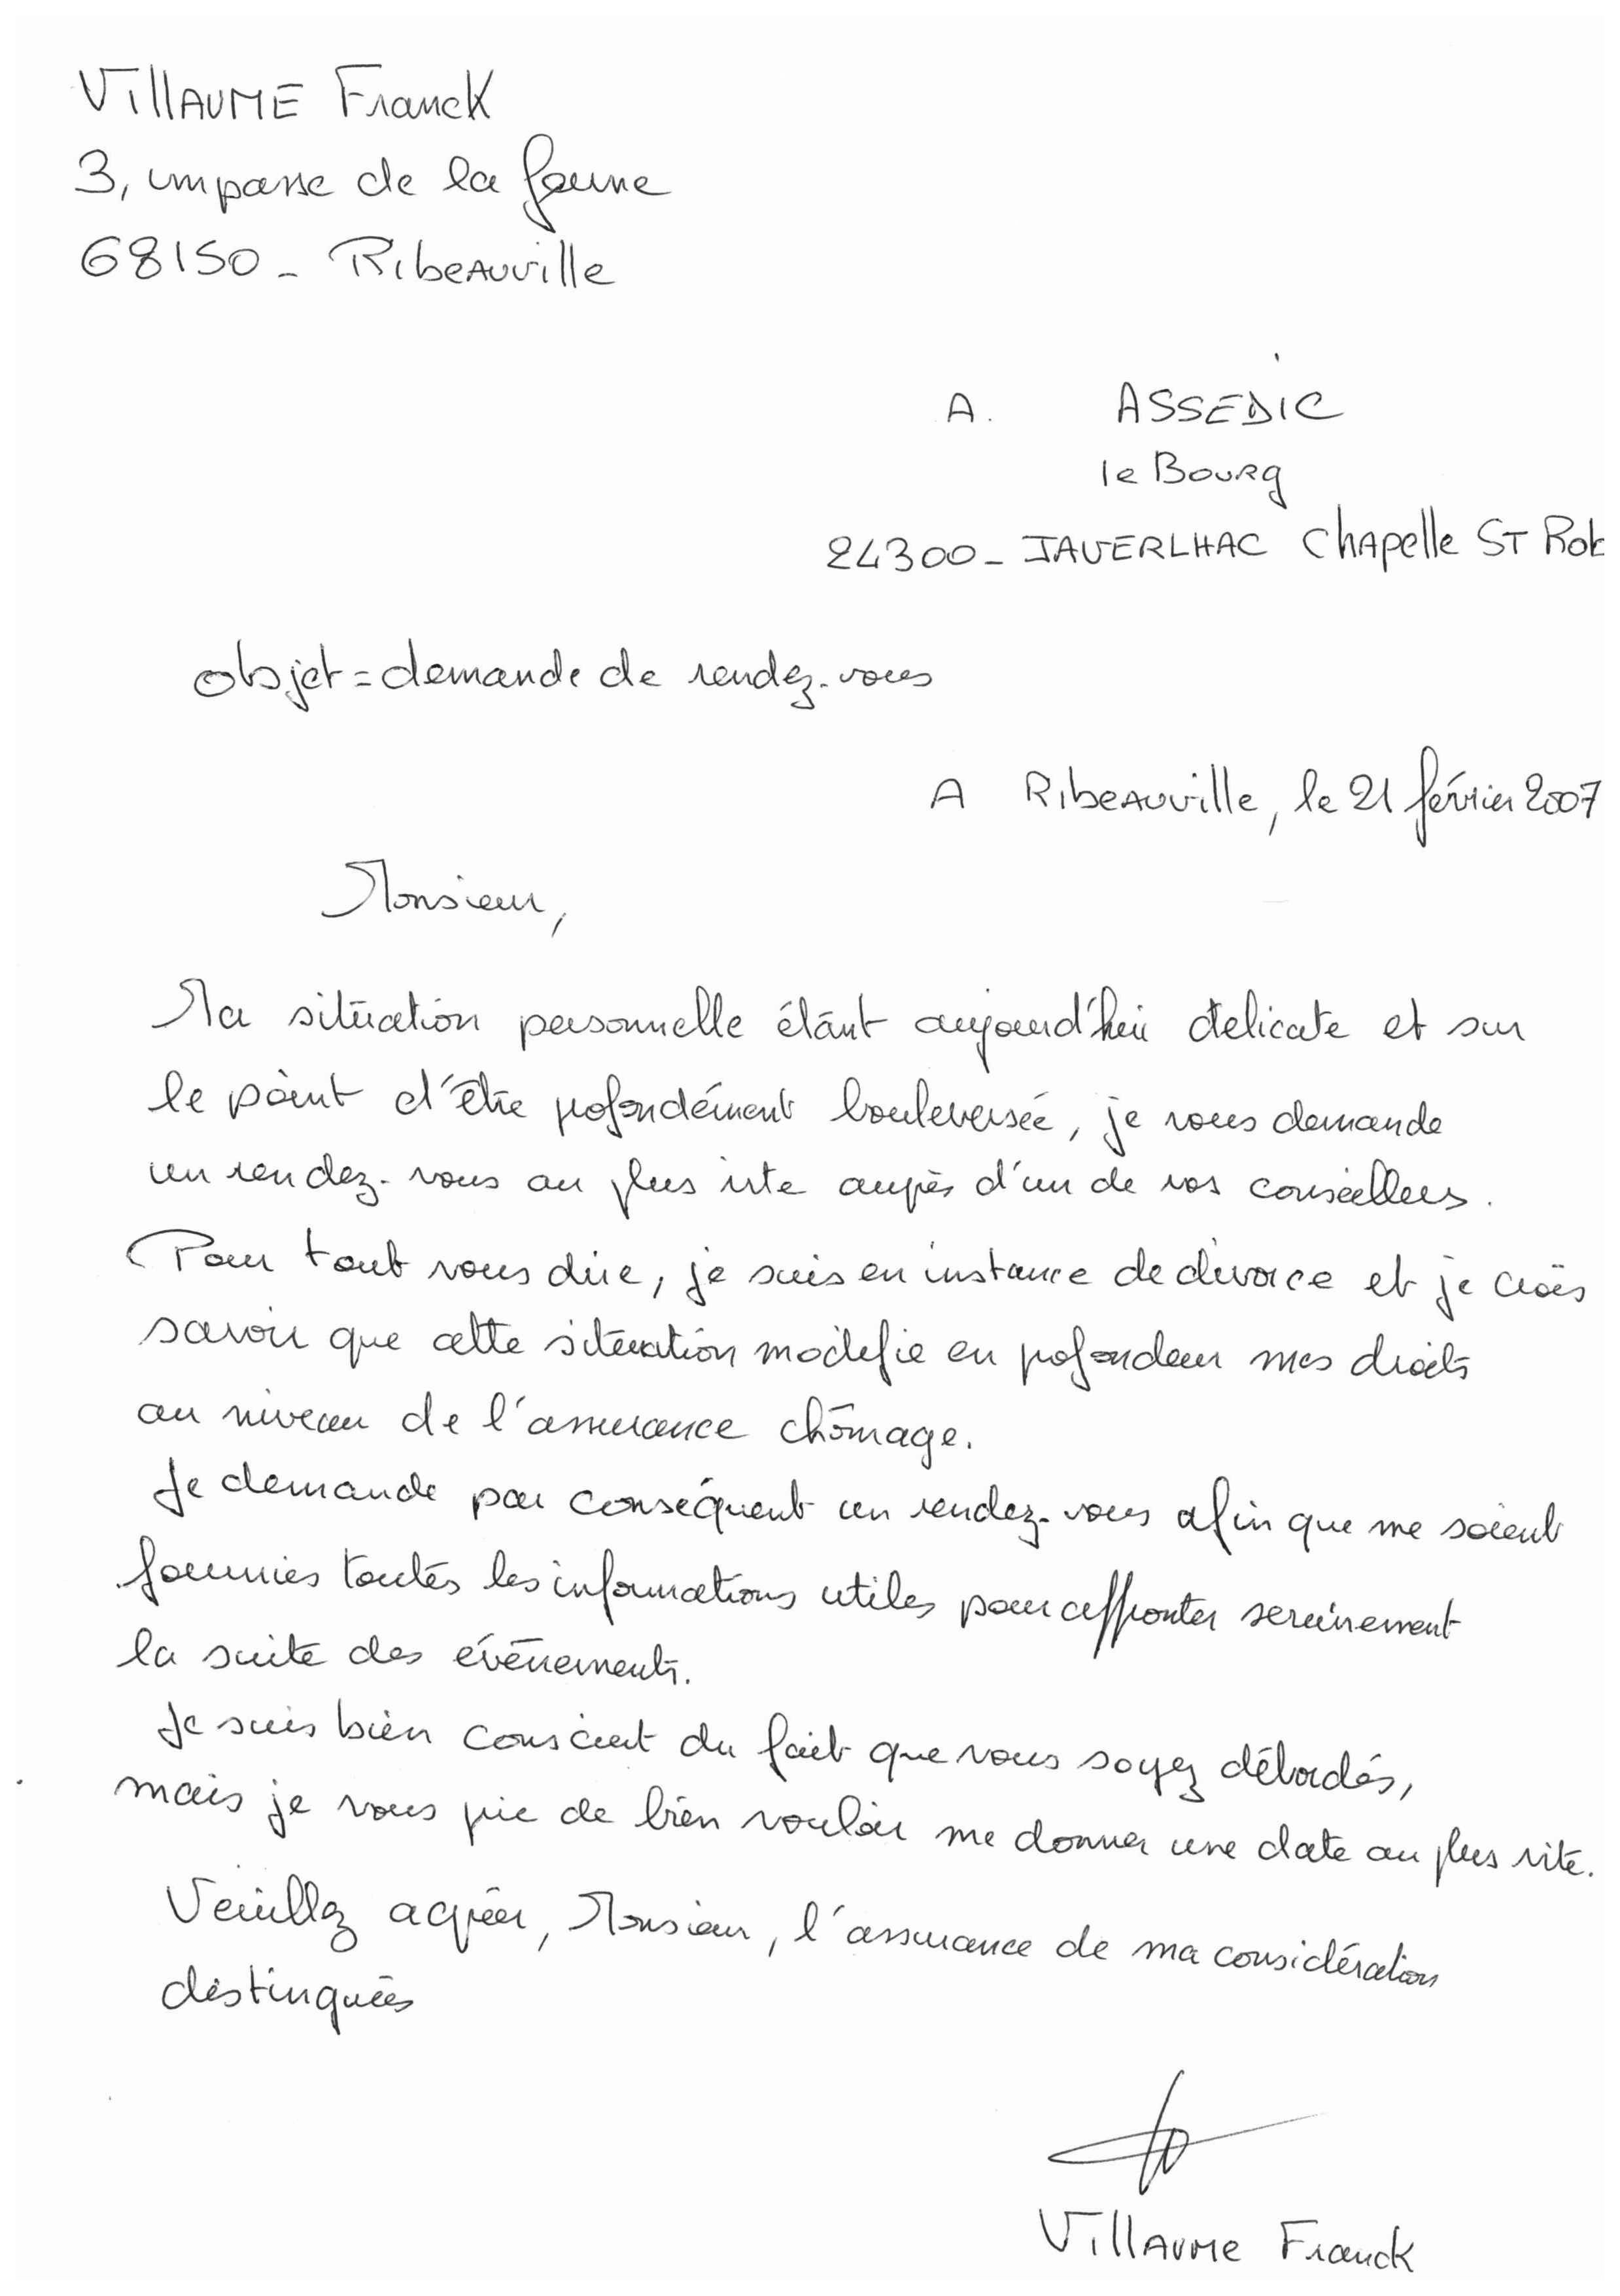 VillAUME Franck
3, impasse de la faune
68150 - RibeAuville
A. ASSEDIC
le Bourg
24300 - JAVERLHAC ChApelle ST Rob
objet = demande de rendez-vous
A RibeAuville, le 21 février 2007
Monsieur,
Ma situation personnelle étant aujourd'hui délicate et sur
le point d'être profondément bouleversée, je vous demande
un rendez-vous au plus vite auprès d'un de vos conseillers.
Pour tout vous dire, je suis en instance de divorce et je crois
savoir que cette situation modifie en profondeur mes droits
au niveau de l'assurance chômage.
Je demande par conséquent un rendez-vous afin que me soient
fournies toutes les informations utiles pour affronter sereinement
la suite des événements.
Je suis bien conscient du fait que vous soyez débordés,
mais je vous prie de bien vouloir me donner une date au plus vite.
Veuillez agréer, Monsieur, l'assurance de ma considération
distinguées
VillAUME Franck